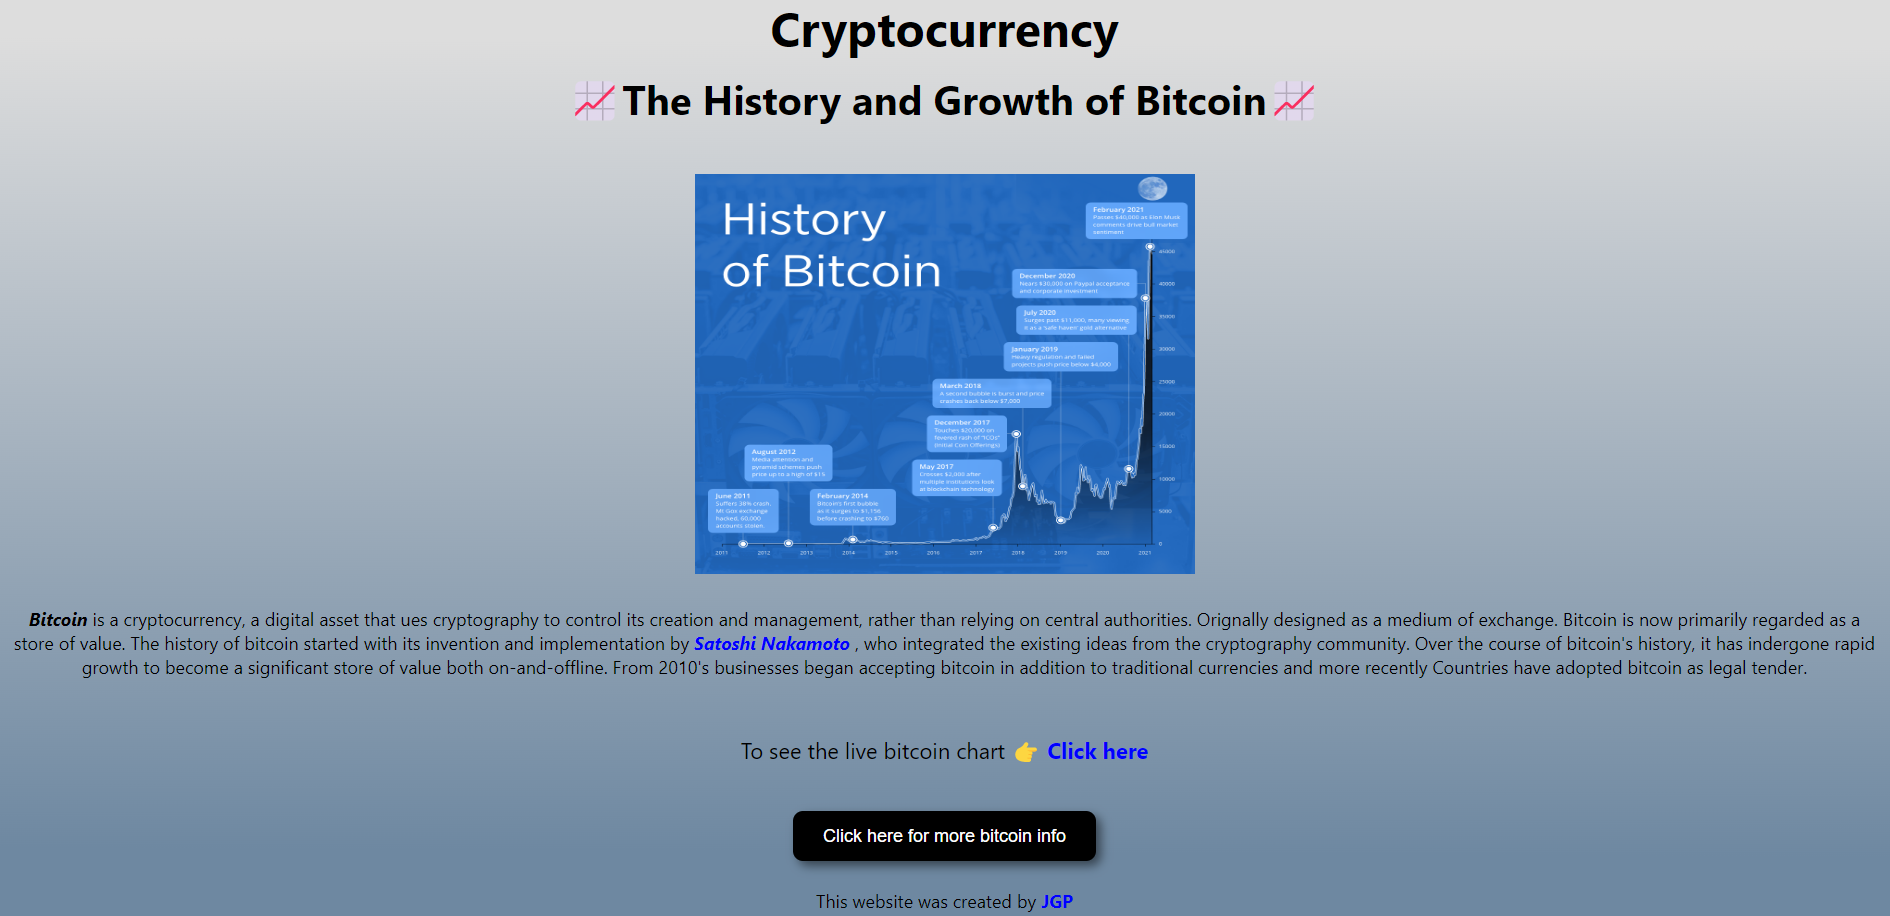 Cryptocurrency
📈 The History and Growth of Bitcoin 📈
History
of Bitcoin
February 2021
Passes $40,000 as Elon Musk
comments drive bull market
sentiment
December 2020
Nears $30,000 on Paypal acceptance
and corporate investment
July 2020
Surges past $11,000, many viewing
it as a 'safe haven' gold alternative
January 2019
Heavy regulation and failed
projects push price below $4,000
March 2018
A second bubble is burst and price
crashes back below $7,000
December 2017
Touches $20,000 on
fevered rash of "ICOs"
(Initial Coin Offerings)
May 2017
Crosses $2,000 after
multiple institutions look
at blockchain technology
August 2012
Media attention and
pyramid schemes push
price up to a high of $15
February 2014
Bitcoin's first bubble
as it surges to $1,156
before crashing to $760
June 2011
Suffers 38% crash.
Mt Gox exchange
hacked, 60,000
accounts stolen.
45000
40000
35000
30000
25000
20000
15000
10000
5000
0
2011 2012 2013 2014 2015 2016 2017 2018 2019 2020 2021
Bitcoin is a cryptocurrency, a digital asset that ues cryptography to control its creation and management, rather than relying on central authorities. Orignally designed as a medium of exchange. Bitcoin is now primarily regarded as a
store of value. The history of bitcoin started with its invention and implementation by Satoshi Nakamoto , who integrated the existing ideas from the cryptography community. Over the course of bitcoin's history, it has indergone rapid
growth to become a significant store of value both on-and-offline. From 2010's businesses began accepting bitcoin in addition to traditional currencies and more recently Countries have adopted bitcoin as legal tender.
To see the live bitcoin chart 👉 Click here
Click here for more bitcoin info
This website was created by JGP